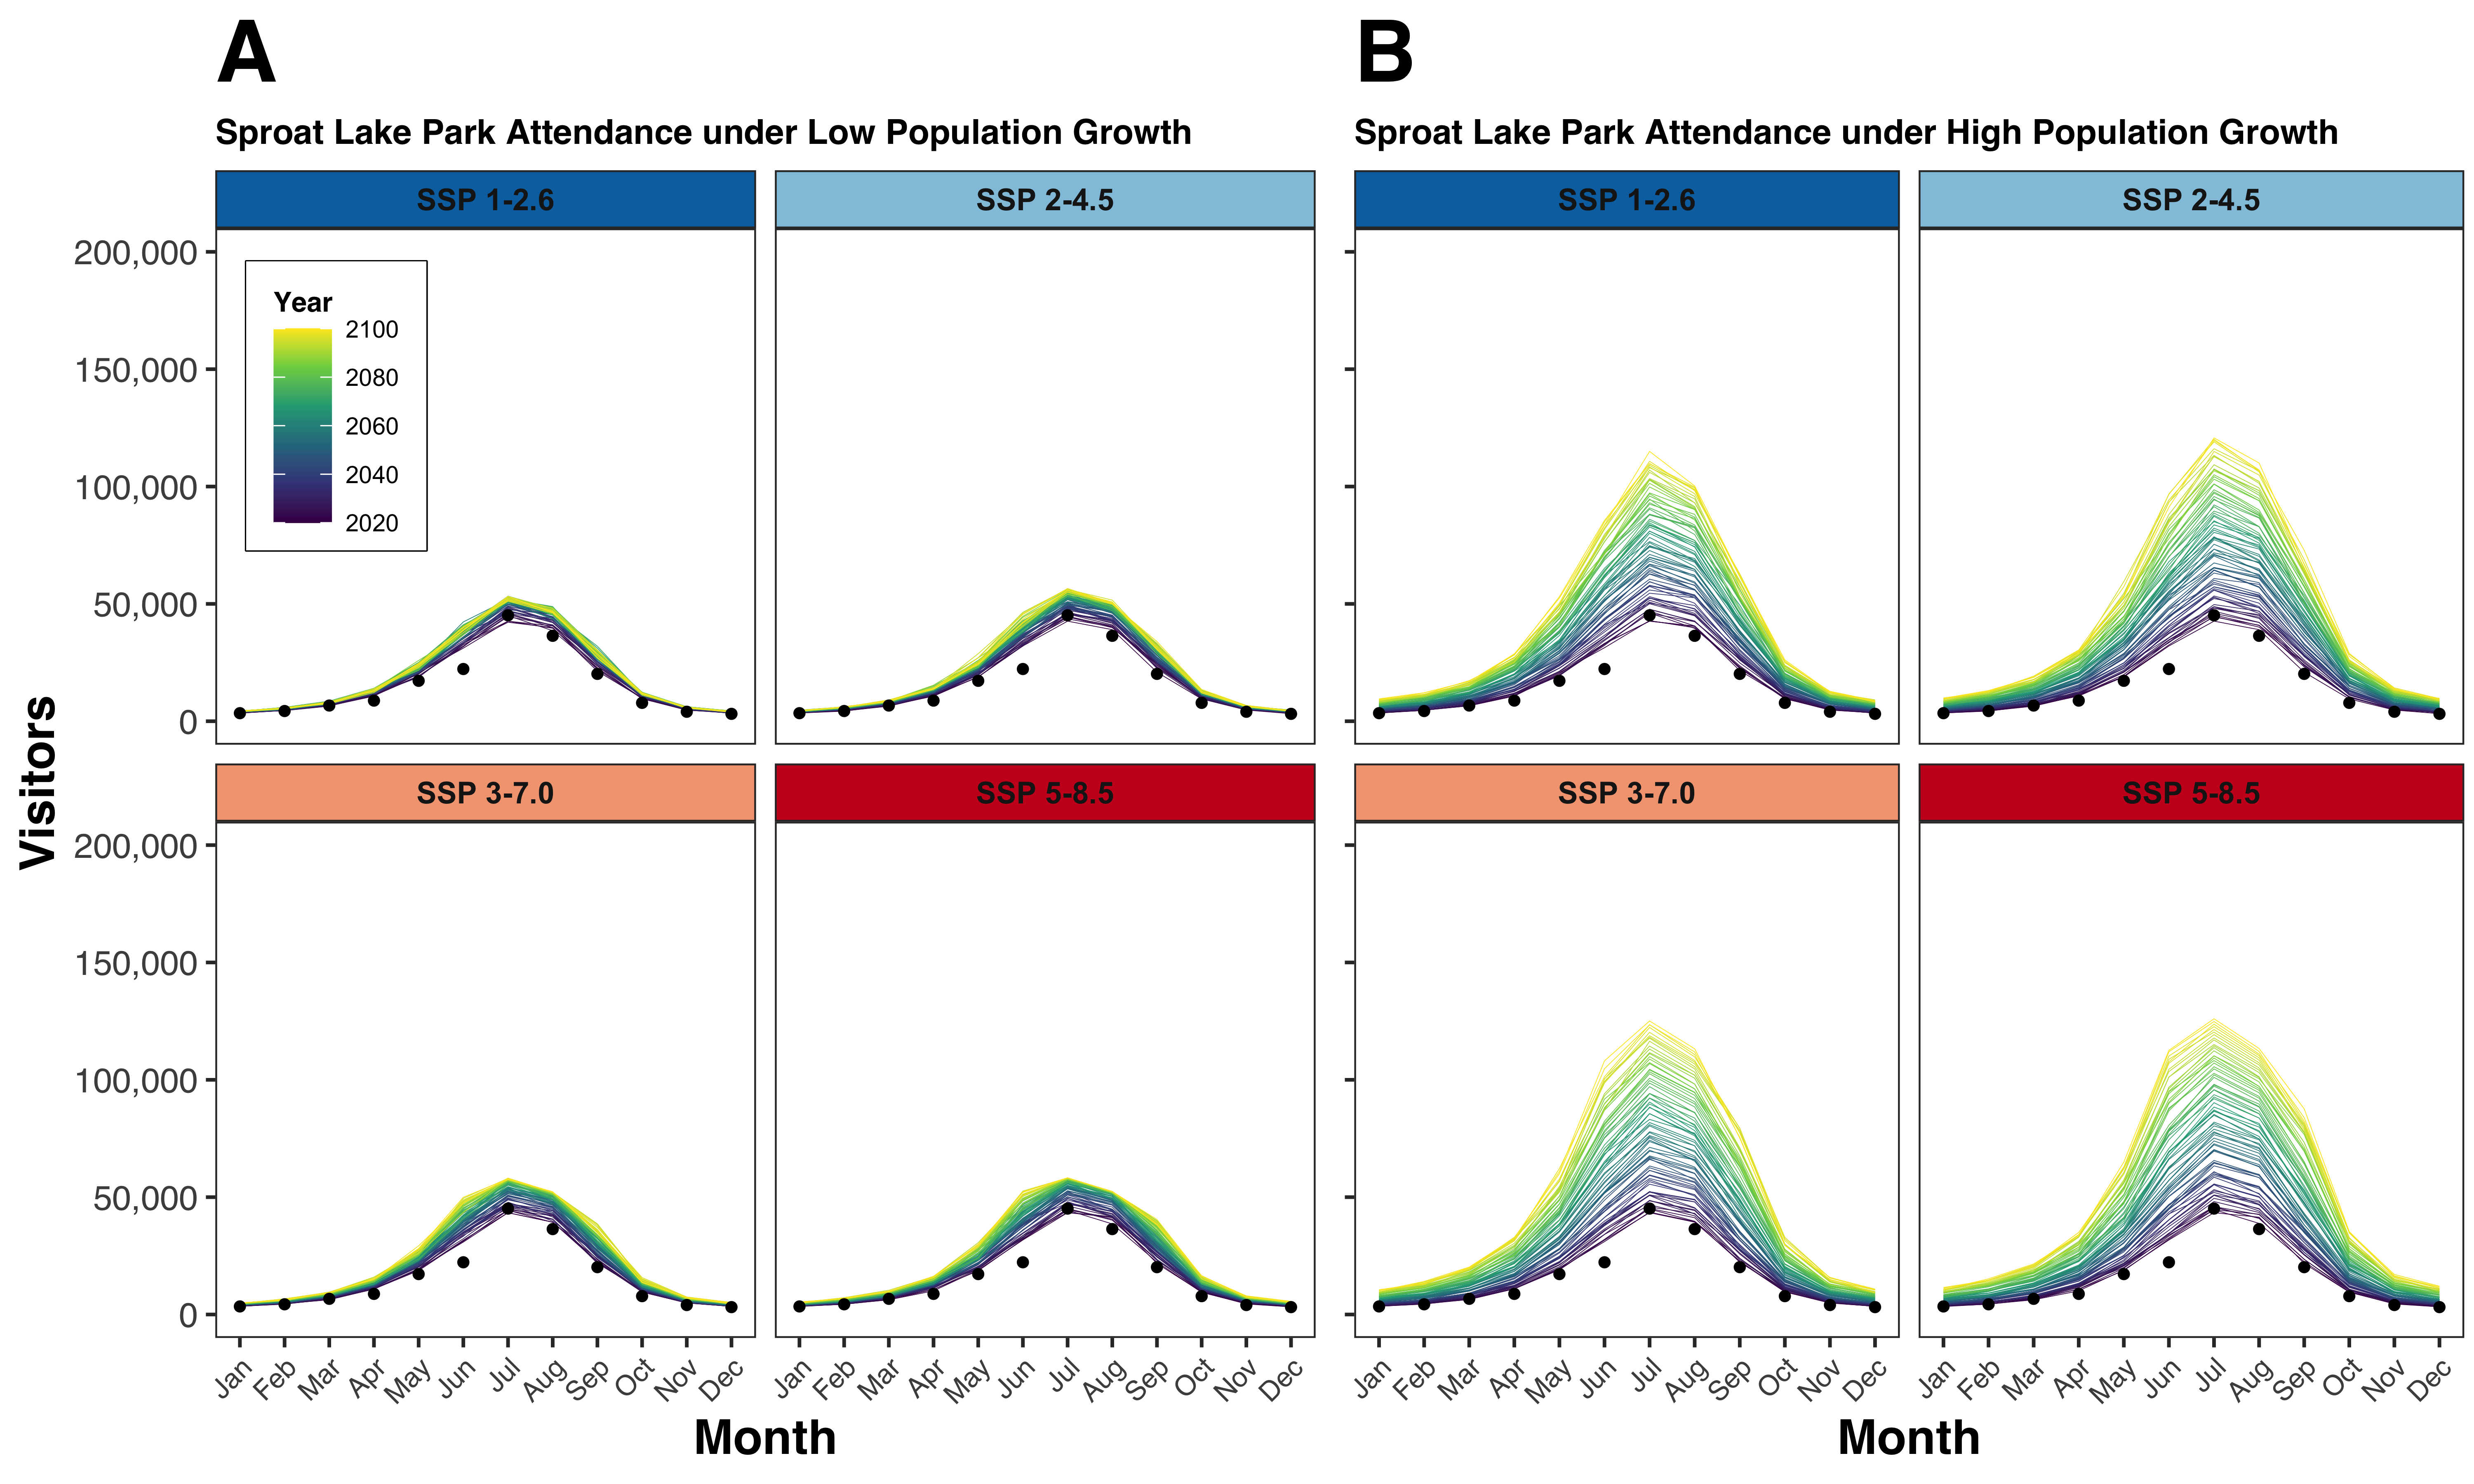 A
B
Sproat Lake Park Attendance under Low Population Growth
Sproat Lake Park Attendance under High Population Growth
SSP 1-2.6
SSP 2-4.5
SSP 1-2.6
SSP 2-4.5
200,000
150,000
100,000
50,000
0
Year
2100
2080
2060
2040
2020
Visitors
SSP 3-7.0
SSP 5-8.5
SSP 3-7.0
SSP 5-8.5
200,000
150,000
100,000
50,000
0
Jan Feb Mar Apr May Jun Jul Aug Sep Oct Nov Dec
Jan Feb Mar Apr May Jun Jul Aug Sep Oct Nov Dec
Jan Feb Mar Apr May Jun Jul Aug Sep Oct Nov Dec
Jan Feb Mar Apr May Jun Jul Aug Sep Oct Nov Dec
Month
Month